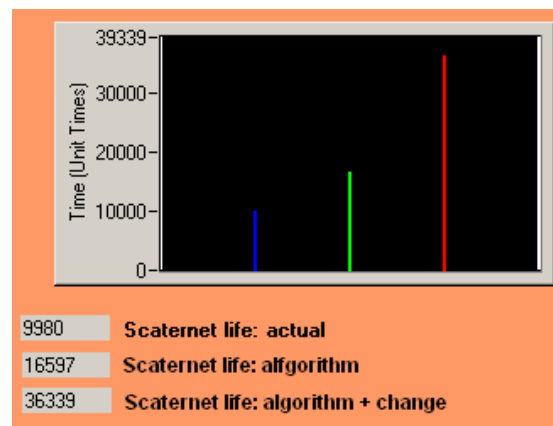 39339
30000
20000
10000
0
Time (Unit Times)
9980 Scaternet life: actual
16597 Scaternet life: alfgorithm
36339 Scaternet life: algorithm + change